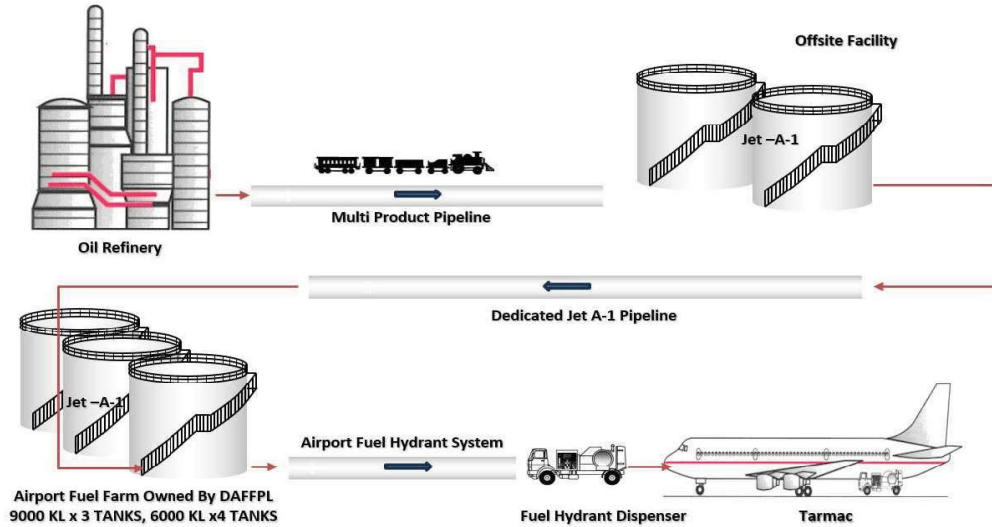 Offsite Facility
Jet –A-1
Multi Product Pipeline
Oil Refinery
Dedicated Jet A-1 Pipeline
Jet –A-1
Airport Fuel Hydrant System
Airport Fuel Farm Owned By DAFFPL
9000 KL x 3 TANKS, 6000 KL x4 TANKS
Fuel Hydrant Dispenser
Tarmac